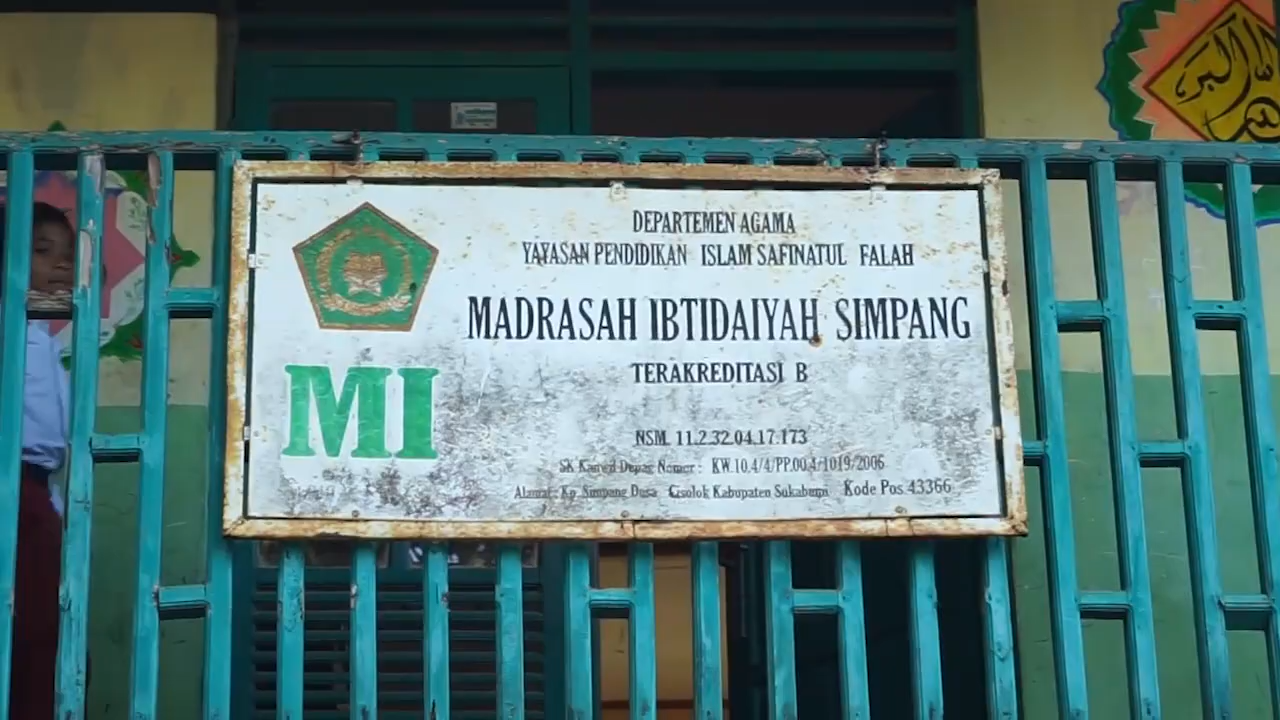 DEPARTEMEN AGAMA
YAYASAN PENDIDIKAN ISLAM SAFINATUL FALAH
MADRASAH IBTIDAIYAH SIMPANG
TERAKREDITASI B
MI
NSM. 11.2.32.04.17.173
SK Nomor : KW.10.4/4/PP.00.4/1019/2006
Alamat : Kp. Simpang Desa Cisolok Kabupaten Sukabumi Kode Pos 43366